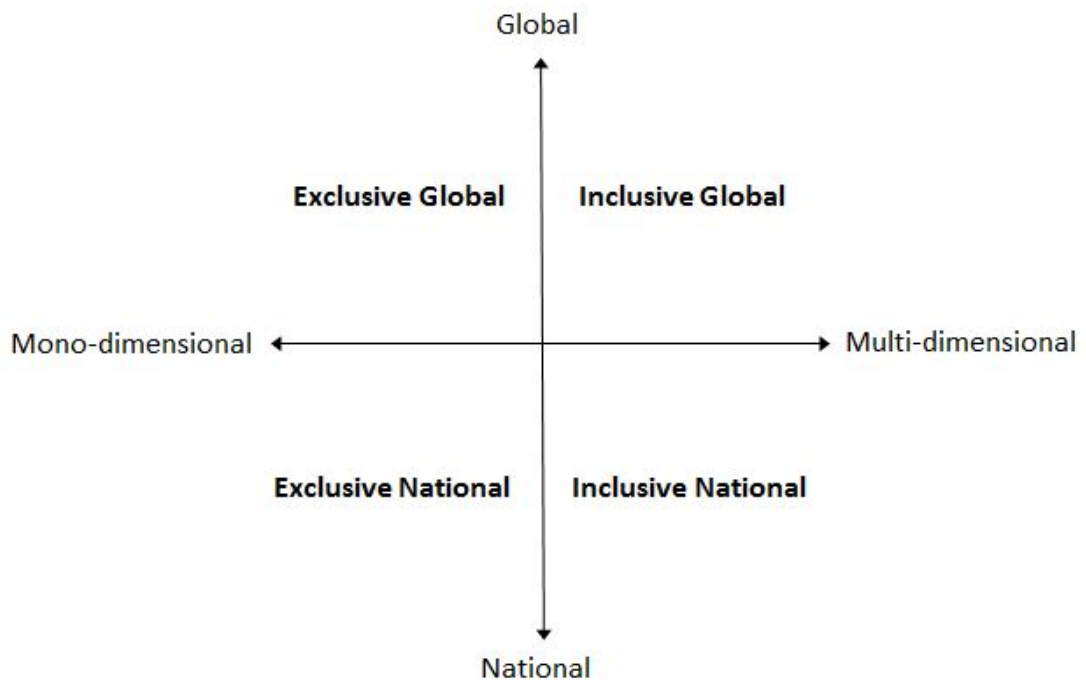 Global
Exclusive Global
Inclusive Global
Mono-dimensional
Multi-dimensional
Exclusive National
Inclusive National
National